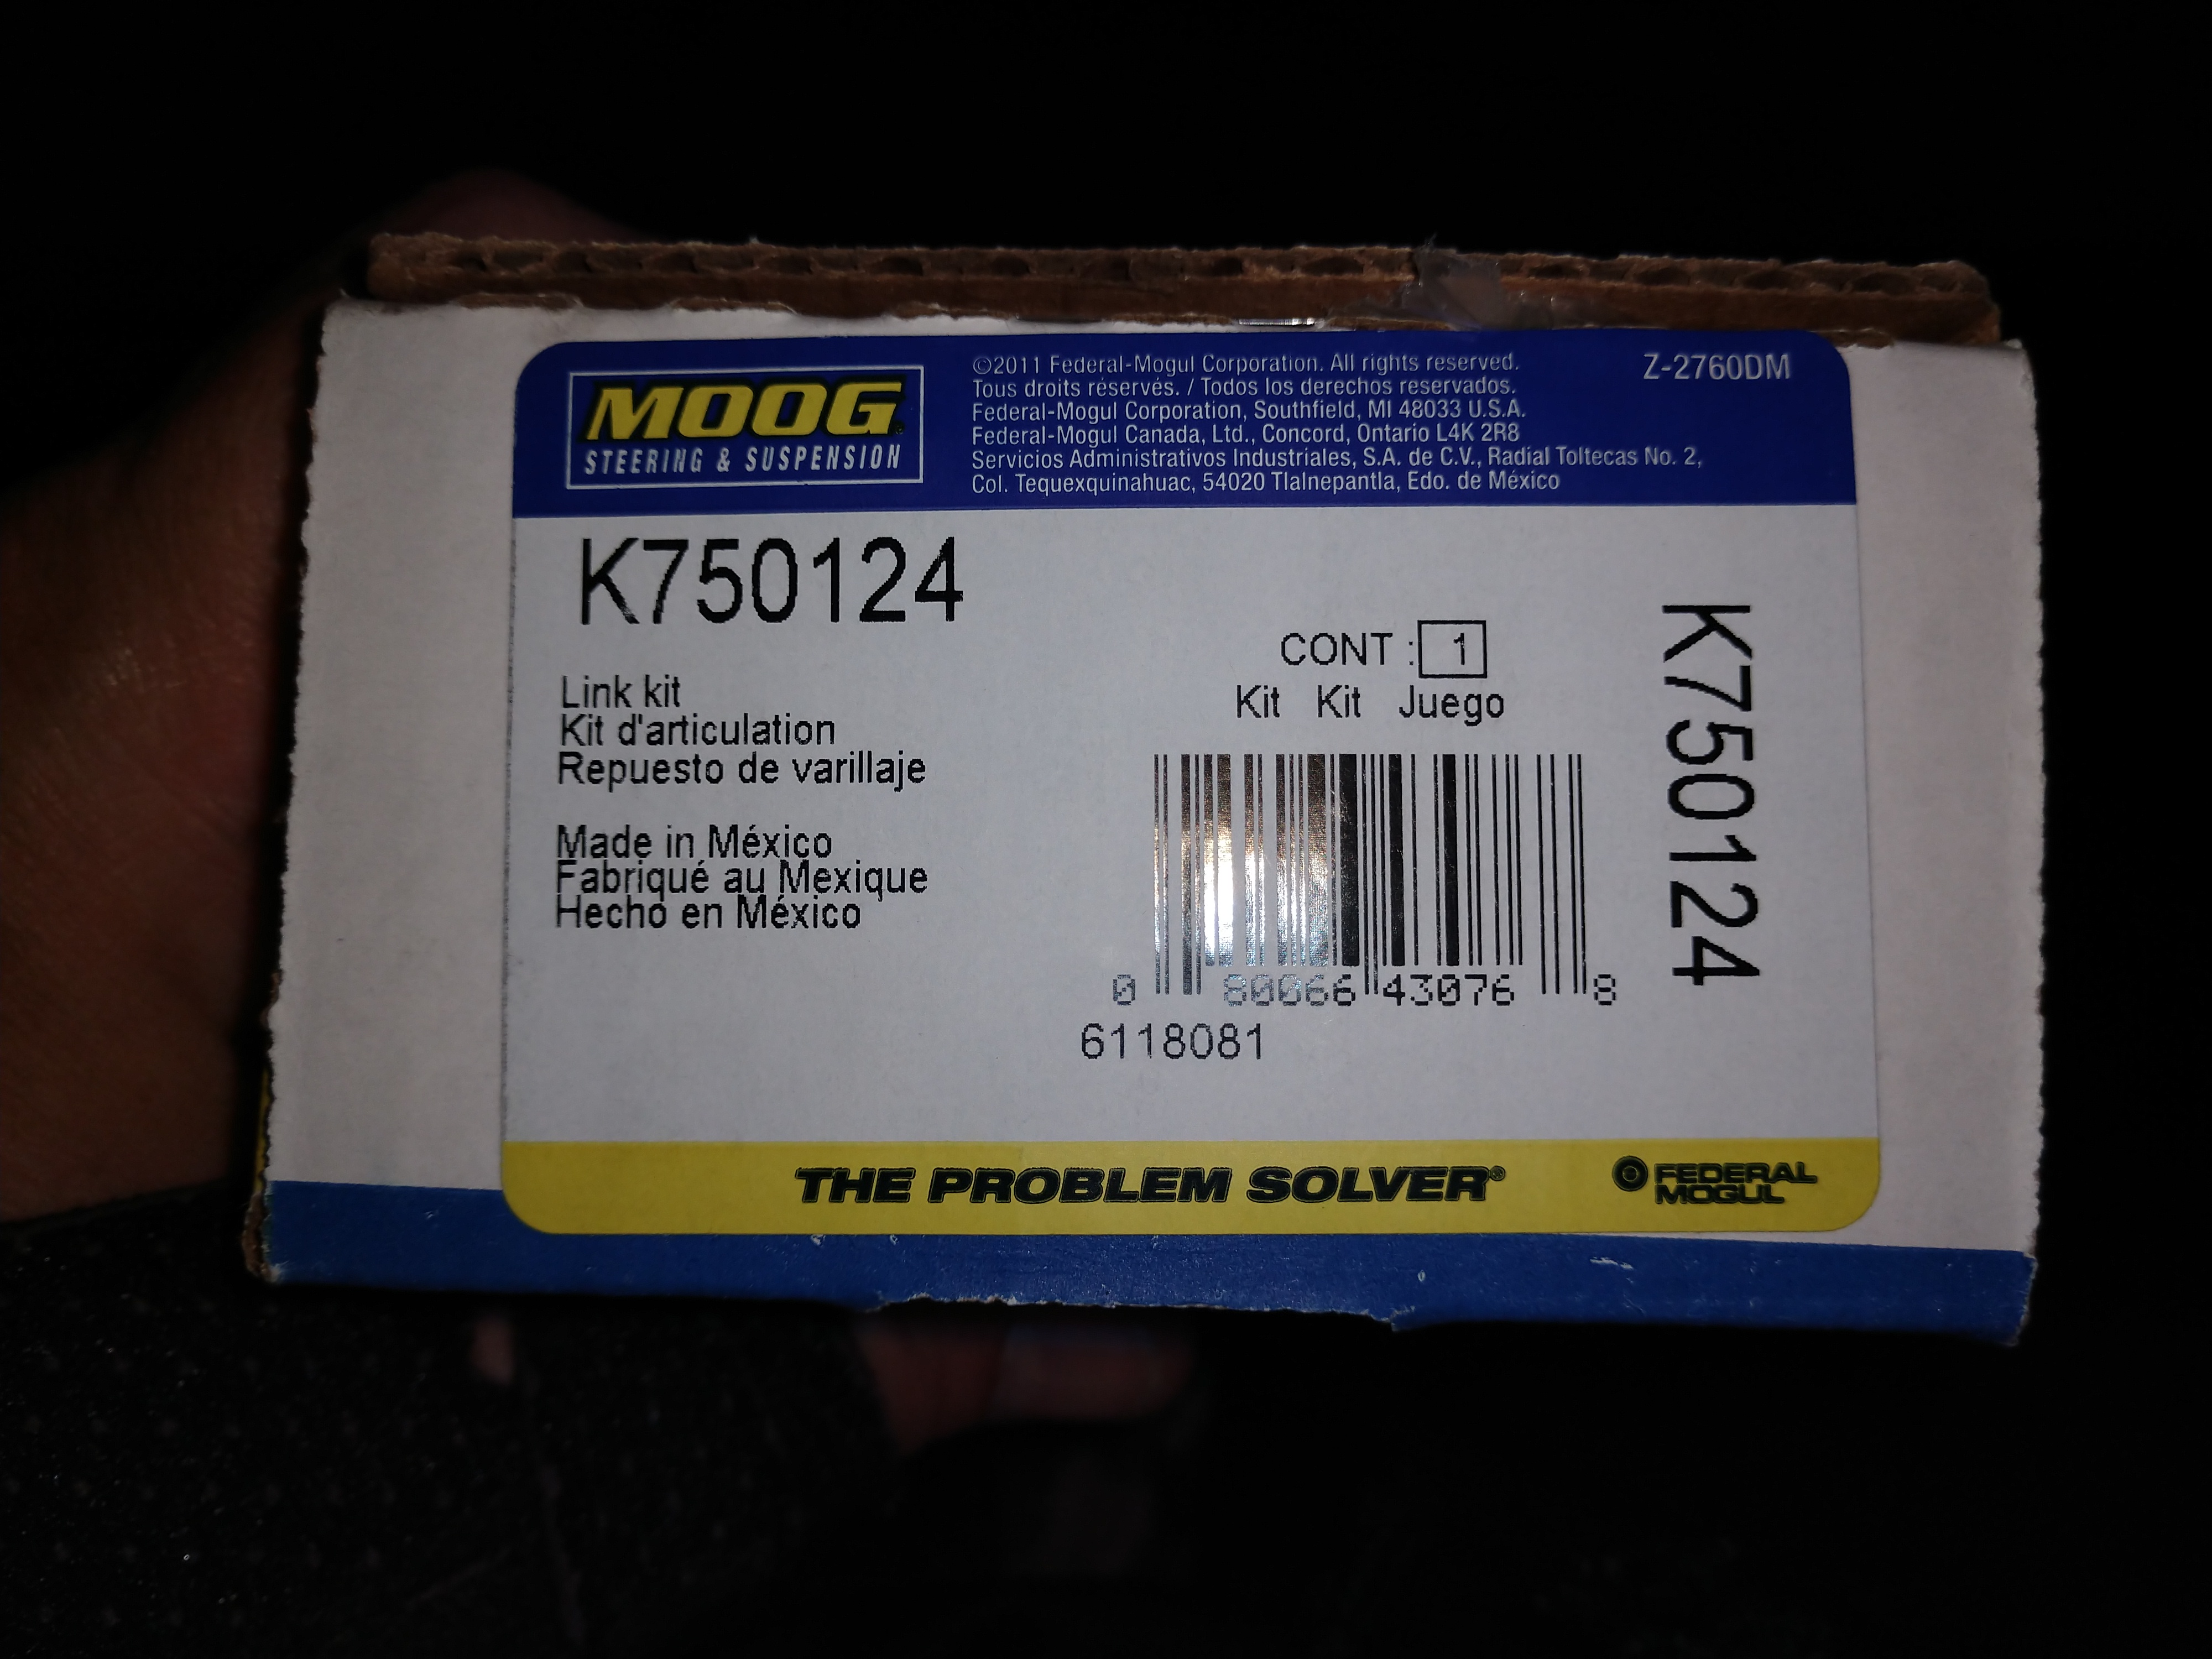 MOOG
STEERING & SUSPENSION
©2011 Federal-Mogul Corporation. All rights reserved.
Tous droits réservés. / Todos los derechos reservados.
Federal-Mogul Corporation, Southfield, MI 48033 U.S.A.
Federal-Mogul Canada, Ltd., Concord, Ontario L4K 2R8
Servicios Administrativos Industriales, S.A. de C.V., Radial Toltecas No. 2,
Col. Tequexquinahuac, 54020 Tlalnepantla, Edo. de México
Z-2760DM
K750124
Link kit
Kit d'articulation
Repuesto de varillaje
Made in México
Fabriqué au Mexique
Hecho en México
CONT : 1
Kit Kit Juego
0 80066 43076 8
6118081
K750124
THE PROBLEM SOLVER®
FEDERAL
MOGUL